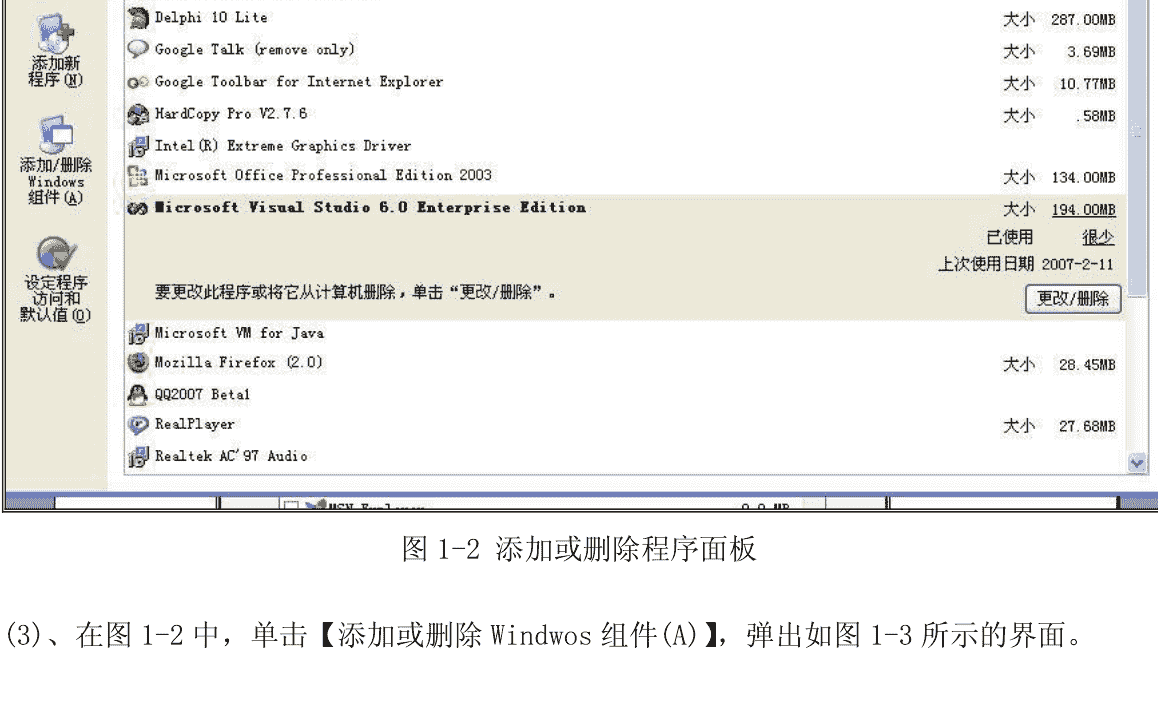 Delphi 10 Lite 大小 287.00MB
添加新
程序(N)
Google Talk (remove only) 大小 3.69MB
Google Toolbar for Internet Explorer 大小 10.77MB
HardCopy Pro V2.7.6 大小 .58MB
Intel(R) Extreme Graphics Driver
添加/删除
Windows
组件(A)
Microsoft Office Professional Edition 2003 大小 134.00MB
Microsoft Visual Studio 6.0 Enterprise Edition 大小 194.00MB
已使用 很少
上次使用日期 2007-2-11
要更改此程序或将它从计算机删除，单击“更改/删除”。 更改/删除
设定程序
访问和
默认值(O)
Microsoft VM for Java
Mozilla Firefox (2.0) 大小 28.45MB
QQ2007 Beta1
RealPlayer 大小 27.68MB
Realtek AC'97 Audio
MSN Explorer 0.0 MB
图 1-2 添加或删除程序面板
(3)、在图 1-2 中，单击【添加或删除 Windwos 组件(A)】，弹出如图 1-3 所示的界面。